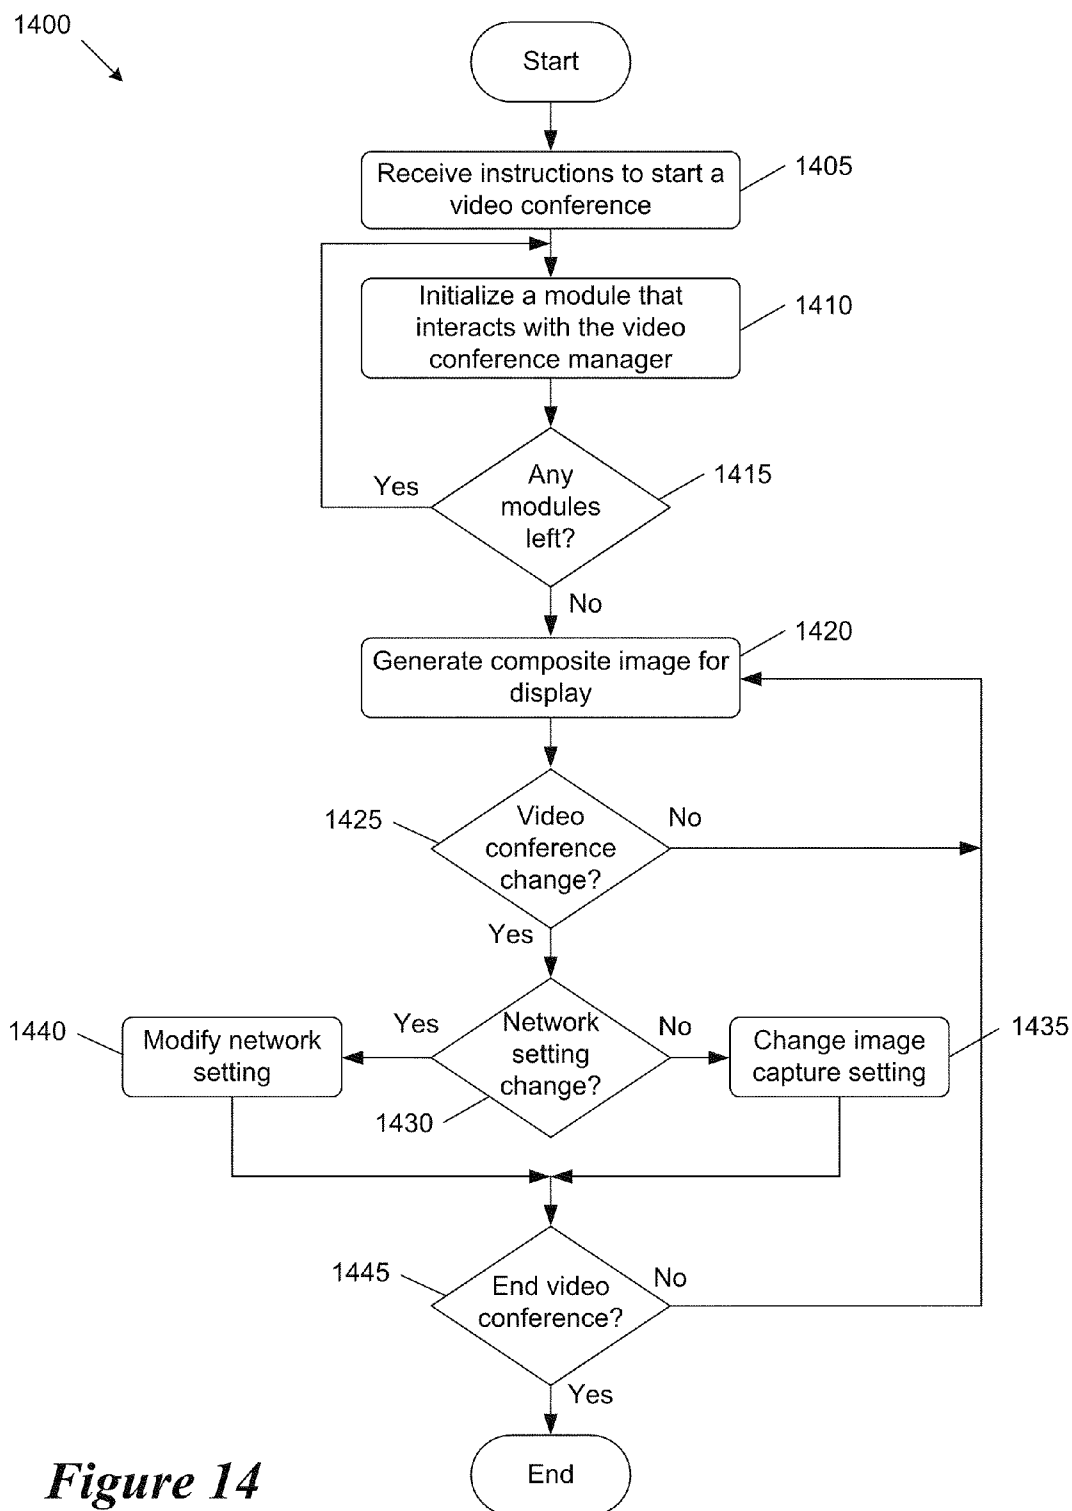 1400
Start
Receive instructions to start a
video conference
1405
Initialize a module that
interacts with the video
conference manager
1410
Any
modules
left?
1415
Yes
No
Generate composite image for
display
1420
Video
conference
change?
1425
No
Yes
Network
setting
change?
1430
Yes
No
Modify network
setting
1440
Change image
capture setting
1435
End video
conference?
1445
No
Yes
End
Figure 14